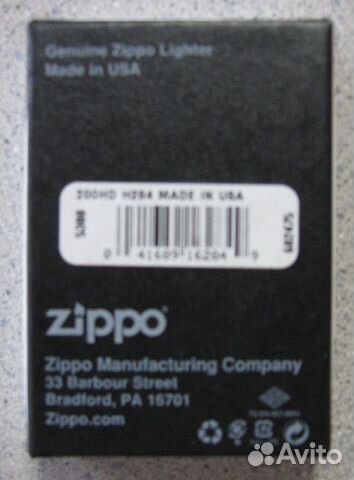 Genuine Zippo Lighter
Made in USA
200HD H284 MADE IN USA
0 41689 16284 9
zippo
Zippo Manufacturing Company
33 Barbour Street
Bradford, PA 16701
Zippo.com
Avito